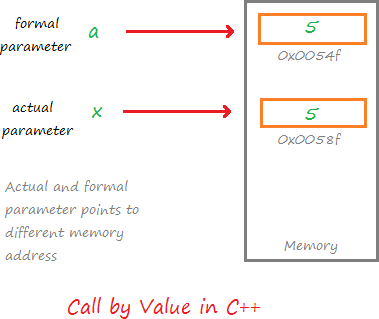 formal
parameter
a
5
0x0054f
actual
parameter
x
5
0x0058f
Actual and formal
parameter points to
different memory
address
Memory
Call by Value in C++